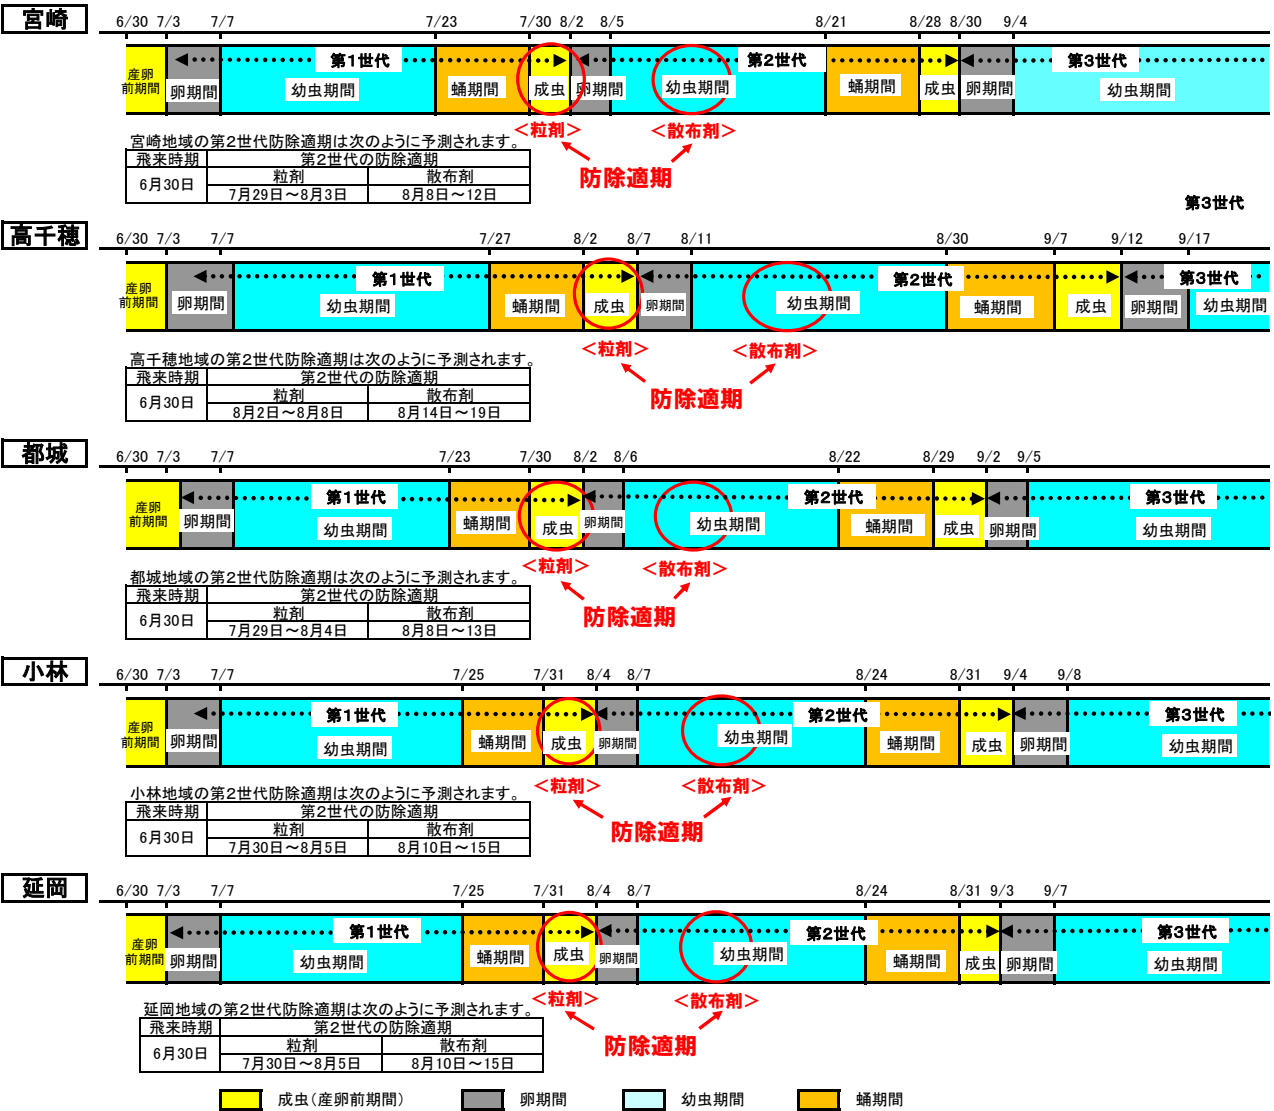 宮崎
6/30 7/3 7/7 7/23 7/30 8/2 8/5 8/21 8/28 8/30 9/4
第1世代 第2世代 第3世代
産卵
前期間 卵期間 幼虫期間 蛹期間 成虫 卵期間 幼虫期間 蛹期間 成虫 卵期間 幼虫期間
<粒剤> <散布剤>
防除適期
宮崎地域の第2世代防除適期は次のように予測されます。
飛来時期 第2世代の防除適期
6月30日 粒剤 散布剤
7月29日~8月3日 8月8日~12日
第3世代
高千穂
6/30 7/3 7/7 7/27 8/2 8/7 8/11 8/30 9/7 9/12 9/17
第1世代 第2世代 第3世代
産卵
前期間 卵期間 幼虫期間 蛹期間 成虫 卵期間 幼虫期間 蛹期間 成虫 卵期間 幼虫期間
<粒剤> <散布剤>
防除適期
高千穂地域の第2世代防除適期は次のように予測されます。
飛来時期 第2世代の防除適期
6月30日 粒剤 散布剤
8月2日~8月8日 8月14日~19日
都城
6/30 7/3 7/7 7/23 7/30 8/2 8/6 8/22 8/29 9/2 9/5
第1世代 第2世代 第3世代
産卵
前期間 卵期間 幼虫期間 蛹期間 成虫 卵期間 幼虫期間 蛹期間 成虫 卵期間 幼虫期間
<粒剤> <散布剤>
防除適期
都城地域の第2世代防除適期は次のように予測されます。
飛来時期 第2世代の防除適期
6月30日 粒剤 散布剤
7月29日~8月4日 8月8日~13日
小林
6/30 7/3 7/7 7/25 7/31 8/4 8/7 8/24 8/31 9/4 9/8
第1世代 第2世代 第3世代
産卵
前期間 卵期間 幼虫期間 蛹期間 成虫 卵期間 幼虫期間 蛹期間 成虫 卵期間 幼虫期間
<粒剤> <散布剤>
防除適期
小林地域の第2世代防除適期は次のように予測されます。
飛来時期 第2世代の防除適期
6月30日 粒剤 散布剤
7月30日~8月5日 8月10日~15日
延岡
6/30 7/3 7/7 7/25 7/31 8/4 8/7 8/24 8/31 9/3 9/7
第1世代 第2世代 第3世代
産卵
前期間 卵期間 幼虫期間 蛹期間 成虫 卵期間 幼虫期間 蛹期間 成虫 卵期間 幼虫期間
<粒剤> <散布剤>
防除適期
延岡地域の第2世代防除適期は次のように予測されます。
飛来時期 第2世代の防除適期
6月30日 粒剤 散布剤
7月30日~8月5日 8月10日~15日
成虫(産卵前期間) 卵期間 幼虫期間 蛹期間